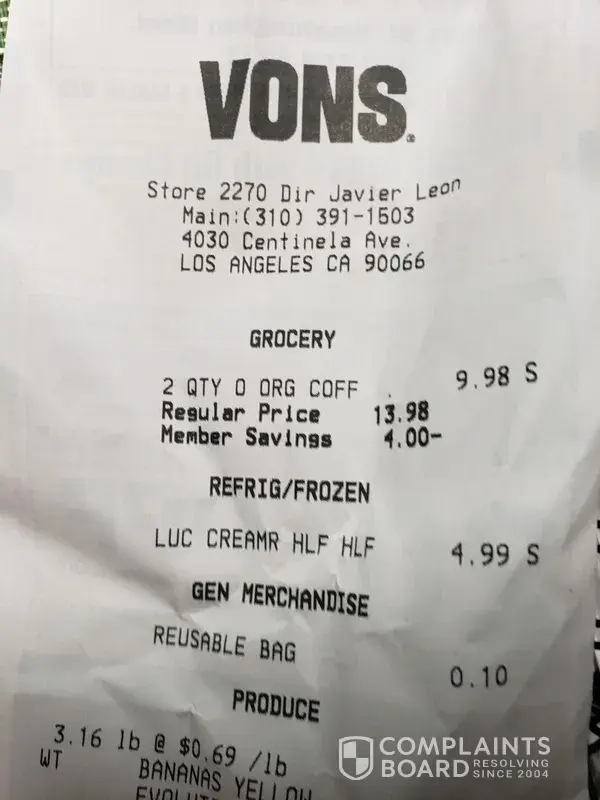 VONS.
Store 2270 Dir Javier Leon
Main:(310) 391-1503
4030 Centinela Ave.
LOS ANGELES CA 90066
GROCERY
2 QTY O ORG COFF . 9.98 S
Regular Price 13.98
Member Savings 4.00-
REFRIG/FROZEN
LUC CREAMR HLF HLF 4.99 S
GEN MERCHANDISE
REUSABLE BAG 0.10
PRODUCE
3.16 lb @ $0.69 /lb
WT BANANAS YELLOW
COMPLAINTS
BOARD RESOLVING
SINCE 2004